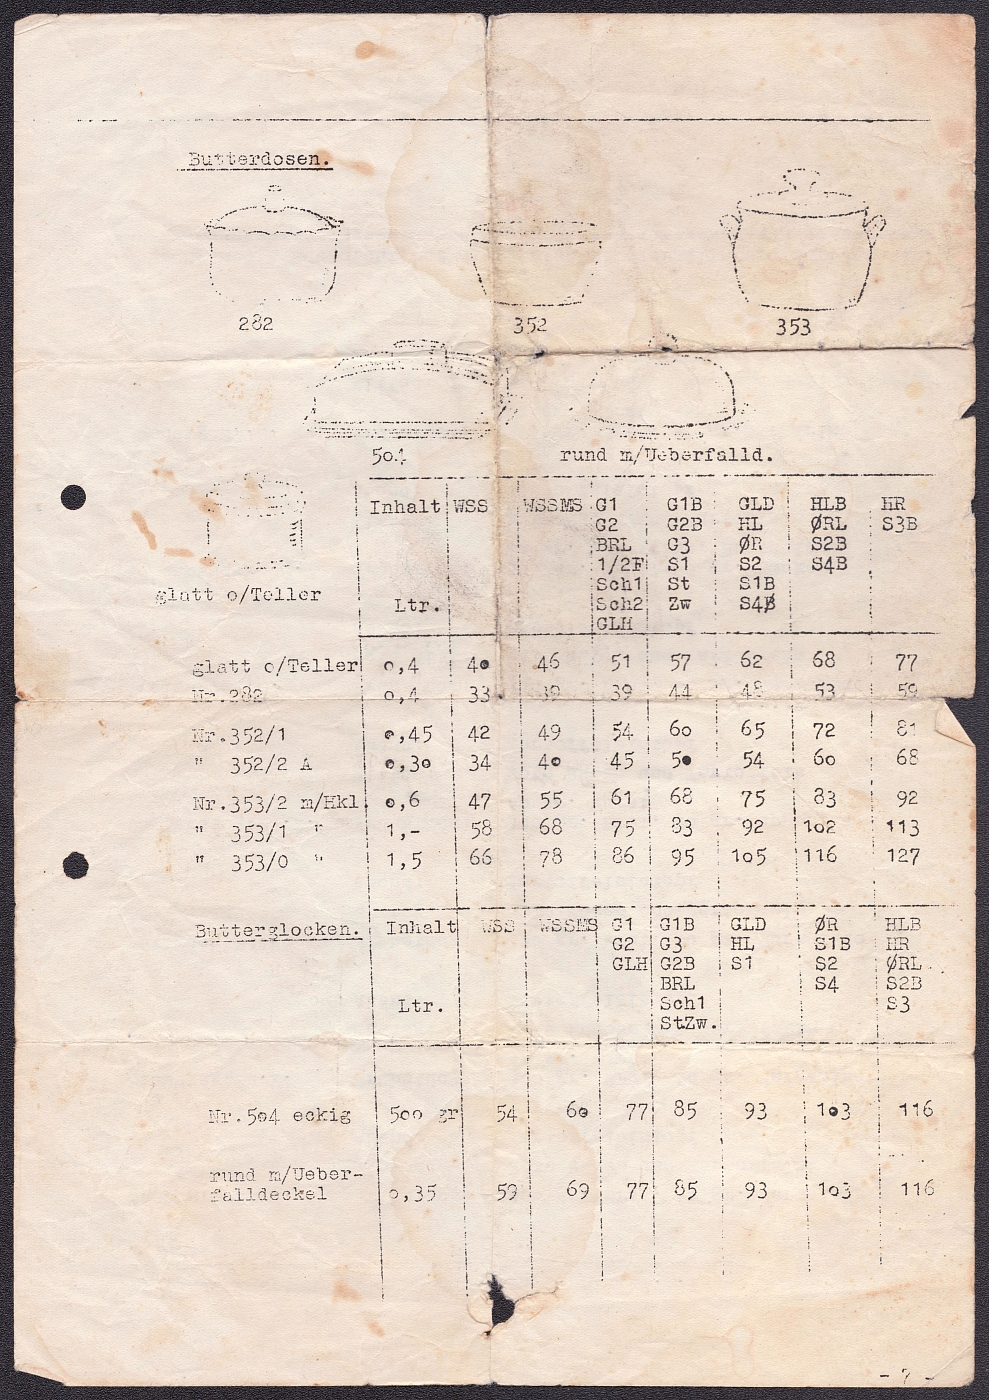 Butterdosen.
282 352 353
504 rund m/Ueberfalld.
Inhalt WSS WSSMS G1 G1B GLD HLB HR
G2 G2B HL ØRL S3B
BRL G3 ØR S2B
1/2F S1 S2 S4B
Sch1 St S1B
glatt o/Teller Ltr. Sch2 Zw S4B
GLH
glatt o/Teller o,4 4o 46 51 57 62 68 77
Nr.282 o,4 33 39 39 44 48 53 59
Nr.352/1 o,45 42 49 54 6o 65 72 81
" 352/2 A o,3o 34 4o 45 5o 54 6o 68
Nr.353/2 m/Hkl. o,6 47 55 61 68 75 83 92
" 353/1 " 1,- 58 68 75 83 92 1o2 113
" 353/0 " 1,5 66 78 86 95 1o5 116 127
Butterglocken. Inhalt WSS WSSMS G1 G1B GLD ØR HLB
G2 G3 HL S1B HR
GLH G2B S1 S2 ØRL
BRL S4 S2B
Ltr. Sch1 S3
StZw.
Nr.5o4 eckig 5oo gr 54 6o 77 85 93 1o3 116
rund m/Ueber-
falldeckel o,35 59 69 77 85 93 1o3 116